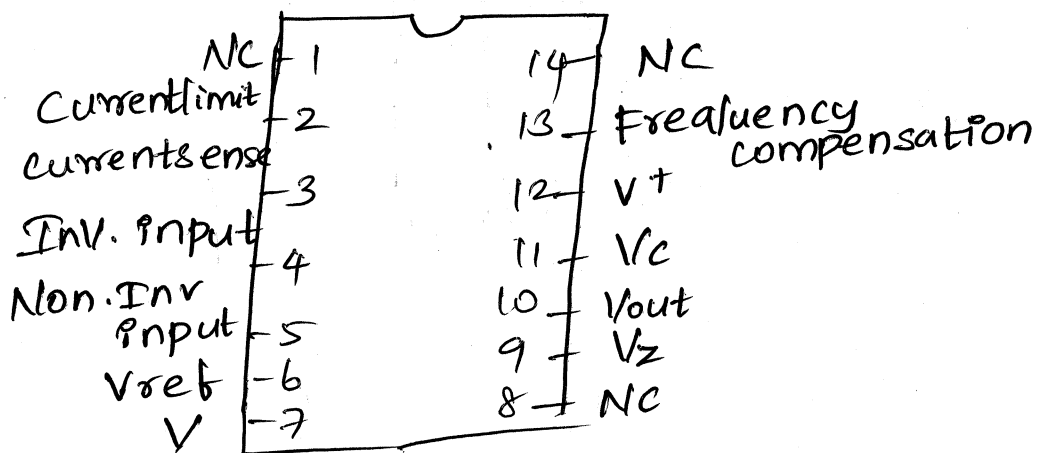 NC 1
Currentlimit 2
currentsense 3
Inv. input 4
Non.Inv
input 5
Vref 6
V 7
14 NC
13 Frealuency
compensation
12 V+
11 Vc
10 Vout
9 Vz
8 NC